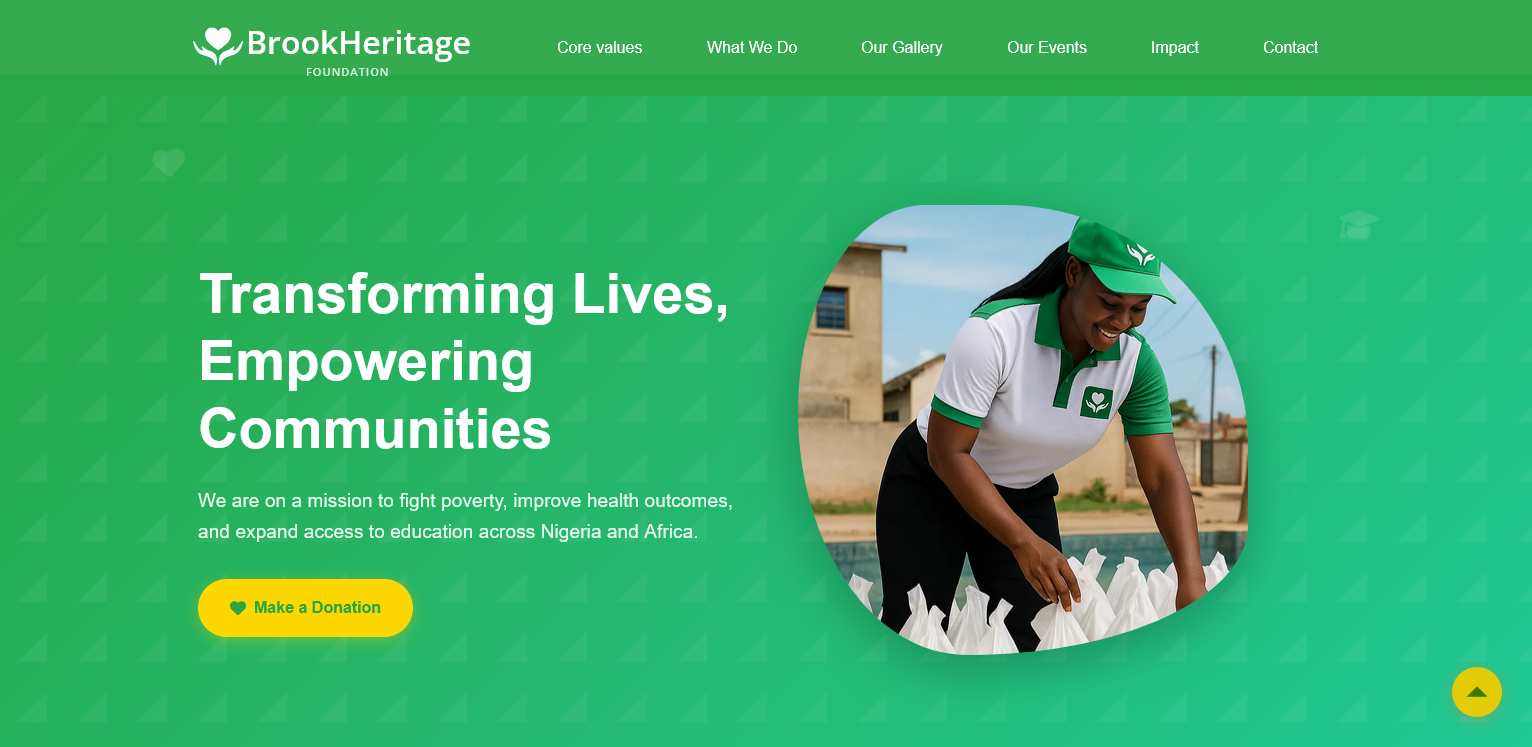 BrookHeritage
FOUNDATION
Core values
What We Do
Our Gallery
Our Events
Impact
Contact
Transforming Lives,
Empowering
Communities
We are on a mission to fight poverty, improve health outcomes,
and expand access to education across Nigeria and Africa.
Make a Donation